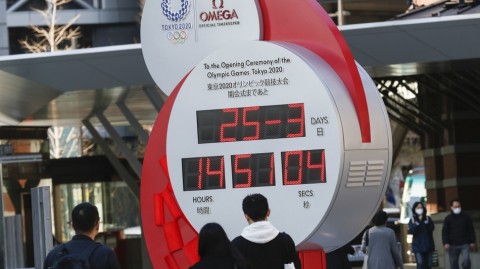 TOKYO 2020
OMEGA
OFFICIAL TIMEKEEPER
To the Opening Ceremony of the
Olympic Games Tokyo 2020
東京2020オリンピック競技大会
開会式まであと
25-3 DAYS
日
14 51 04
HOURS SECS
時間 秒